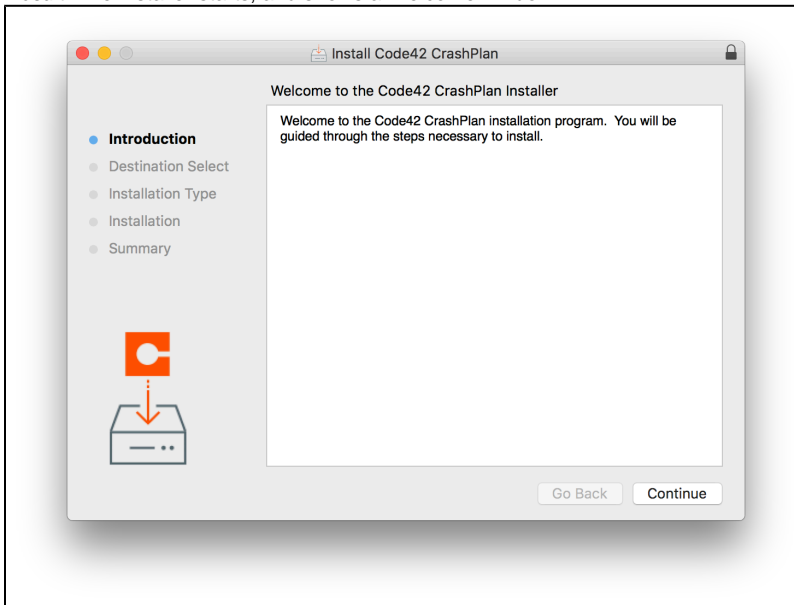 Install Code42 CrashPlan
Welcome to the Code42 CrashPlan Installer
Introduction
Destination Select
Installation Type
Installation
Summary
Welcome to the Code42 CrashPlan installation program. You will be
guided through the steps necessary to install.
Go Back
Continue